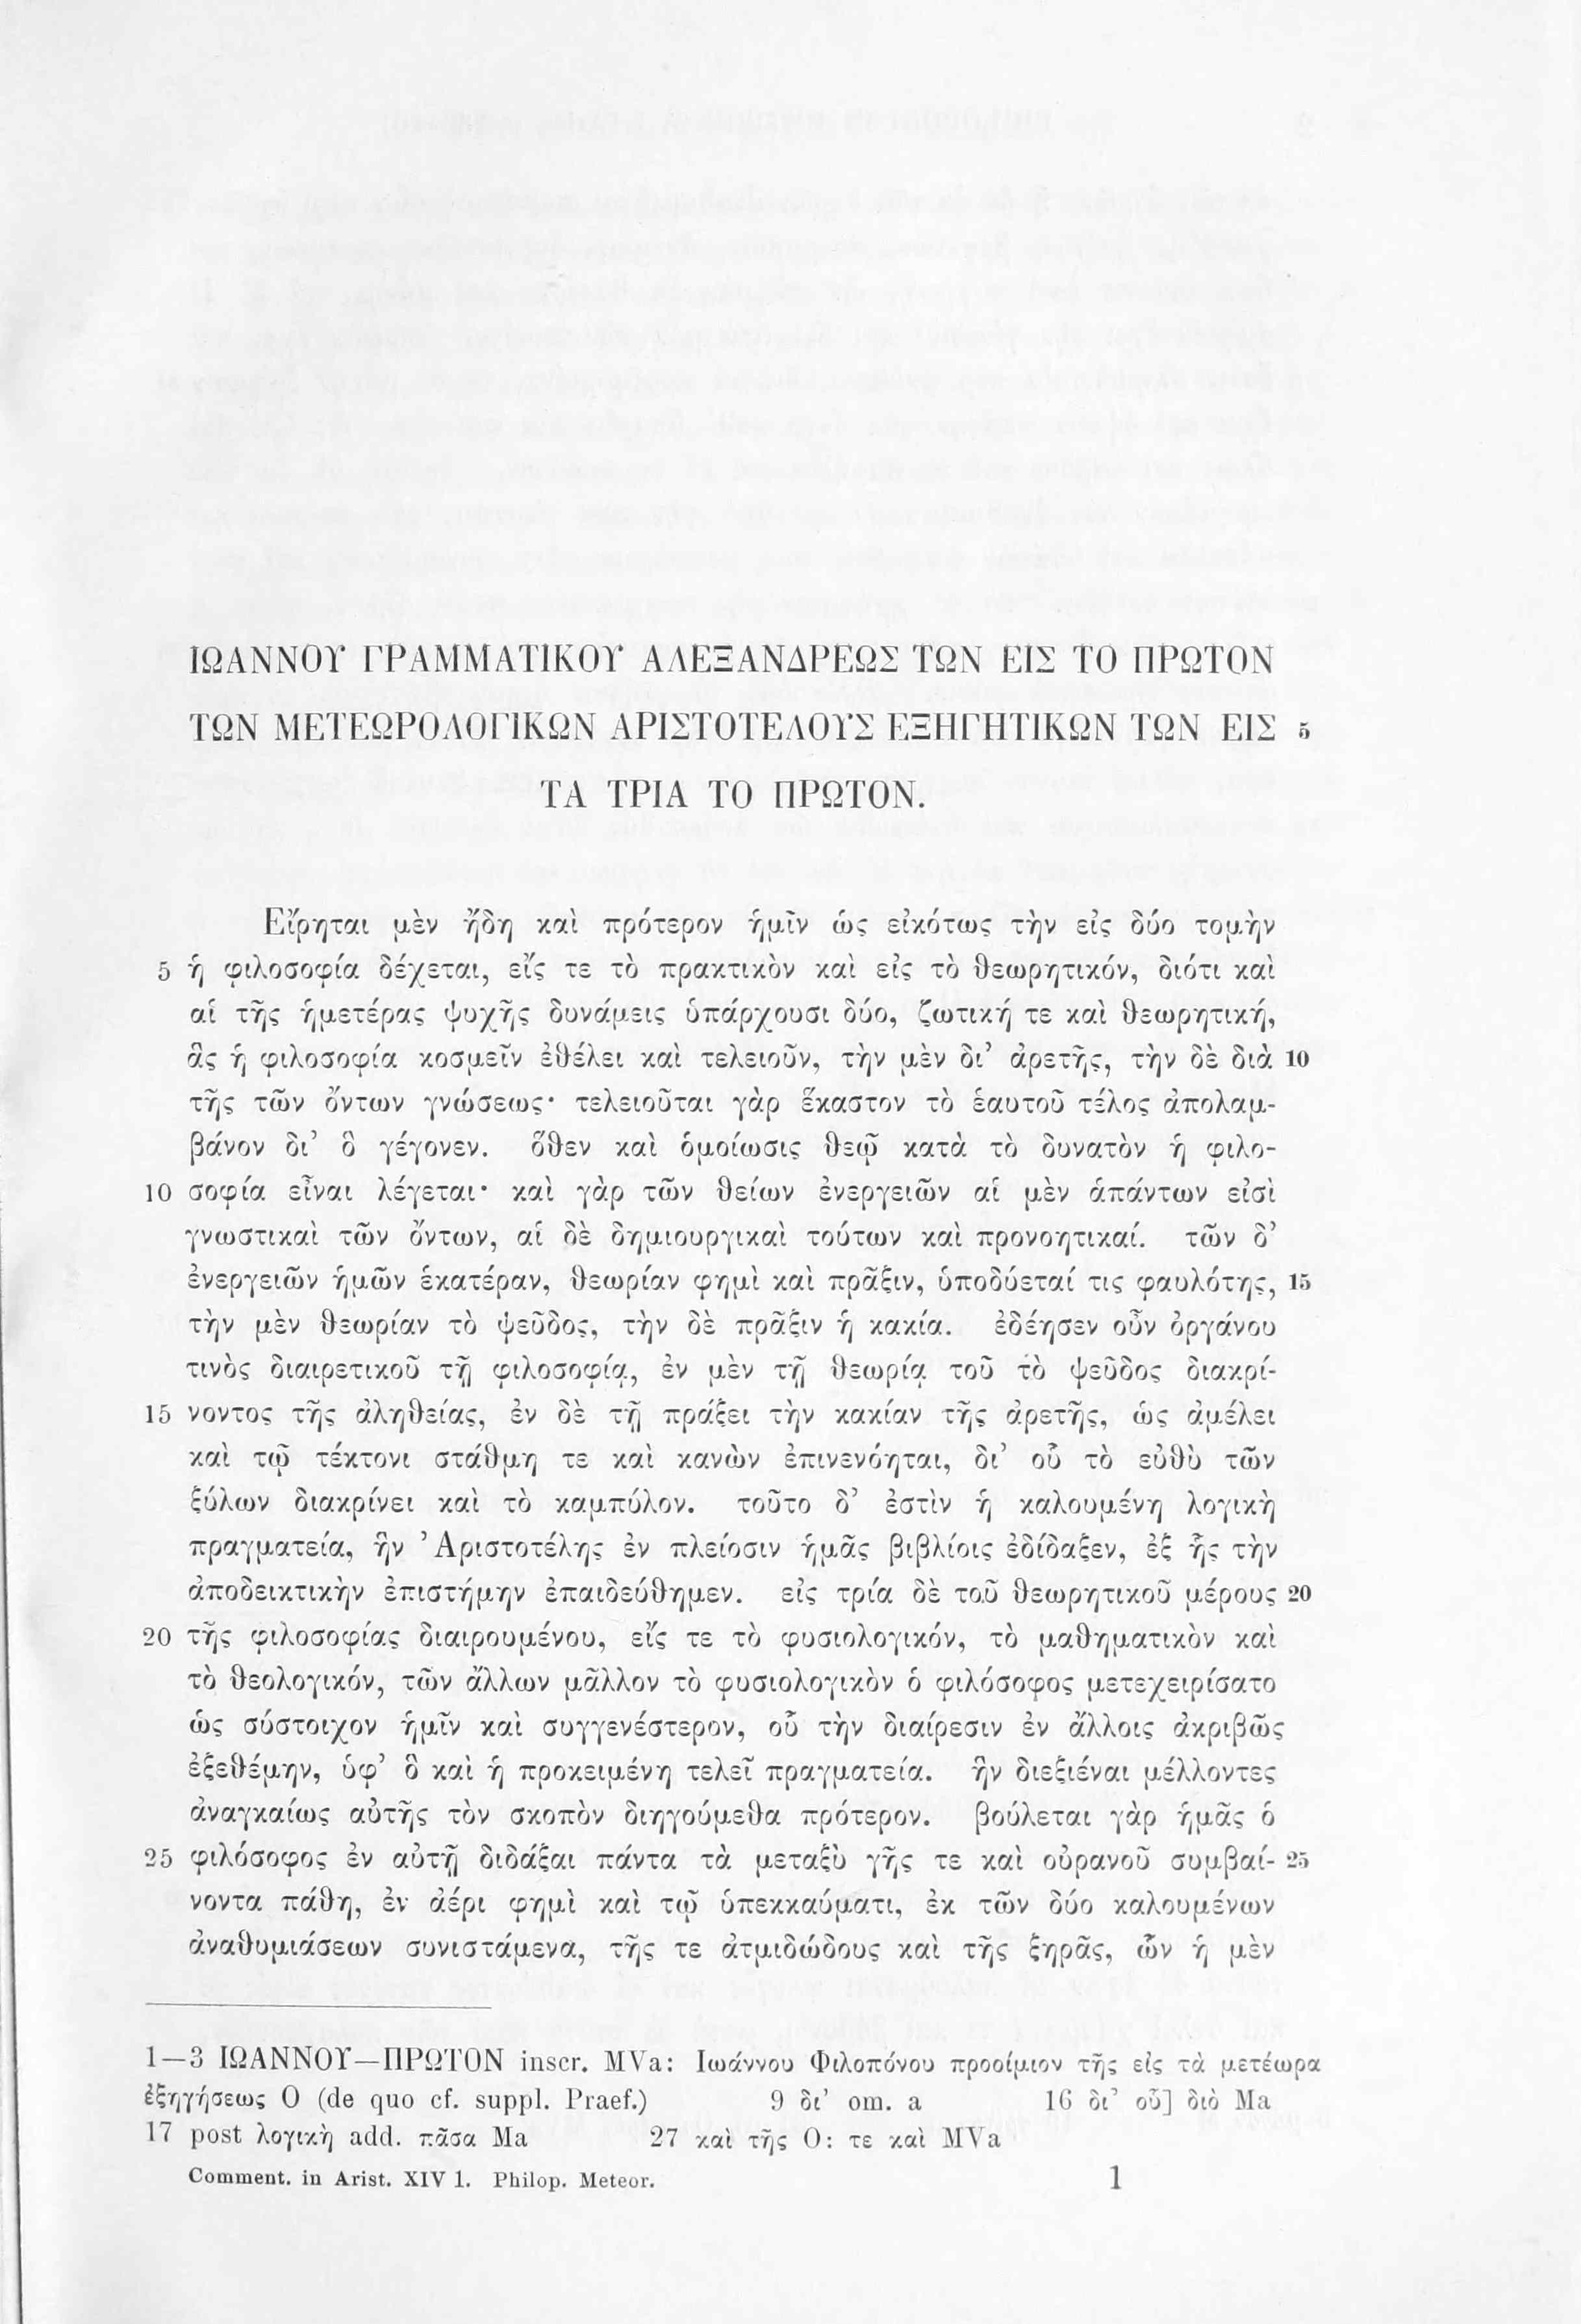 ΙΩΑΝΝΟΥ ΓΡΑΜΜΑΤΙΚΟΥ ΑΛΕΞΑΝΔΡΕΩΣ ΤΩΝ ΕΙΣ ΤΟ ΠΡΩΤΟΝ
ΤΩΝ ΜΕΤΕΩΡΟΛΟΓΙΚΩΝ ΑΡΙΣΤΟΤΕΛΟΥΣ ΕΞΗΓΗΤΙΚΩΝ ΤΩΝ ΕΙΣ 5
ΤΑ ΤΡΙΑ ΤΟ ΠΡΩΤΟΝ.
Εἴρηται μὲν ἤδη καὶ πρότερον ἡμῖν ὡς εἰκότως τὴν εἰς δύο τομὴν
5 ἡ φιλοσοφία δέχεται, εἴς τε τὸ πρακτικὸν καὶ εἰς τὸ θεωρητικόν, διότι καὶ
αἱ τῆς ἡμετέρας ψυχῆς δυνάμεις ὑπάρχουσι δύο, ζωτική τε καὶ θεωρητική,
ἃς ἡ φιλοσοφία κοσμεῖν ἐθέλει καὶ τελειοῦν, τὴν μὲν δι’ ἀρετῆς, τὴν δὲ διὰ 10
τῆς τῶν ὄντων γνώσεως· τελειοῦται γὰρ ἕκαστον τὸ ἑαυτοῦ τέλος ἀπολαμ-
βάνον δι’ ὃ γέγονεν. ὅθεν καὶ ὁμοίωσις θεῷ κατὰ τὸ δυνατὸν ἡ φιλο-
10 σοφία εἶναι λέγεται· καὶ γὰρ τῶν θείων ἐνεργειῶν αἱ μὲν ἁπάντων εἰσὶ
γνωστικαὶ τῶν ὄντων, αἱ δὲ δημιουργικαὶ τούτων καὶ προνοητικαί. τῶν δ’
ἐνεργειῶν ἡμῶν ἑκατέραν, θεωρίαν φημὶ καὶ πρᾶξιν, ὑποδύεταί τις φαυλότης, 15
τὴν μὲν θεωρίαν τὸ ψεῦδος, τὴν δὲ πρᾶξιν ἡ κακία. ἐδέησεν οὖν ὀργάνου
τινὸς διαιρετικοῦ τῇ φιλοσοφίᾳ, ἐν μὲν τῇ θεωρίᾳ τοῦ τὸ ψεῦδος διακρί-
15 νοντος τῆς ἀληθείας, ἐν δὲ τῇ πράξει τὴν κακίαν τῆς ἀρετῆς, ὡς ἀμέλει
καὶ τῷ τέκτονι στάθμη τε καὶ κανὼν ἐπινενόηται, δι’ οὗ τὸ εὐθὺ τῶν
ξύλων διακρίνει καὶ τὸ καμπύλον. τοῦτο δ’ ἐστὶν ἡ καλουμένη λογικὴ
πραγματεία, ἣν Ἀριστοτέλης ἐν πλείοσιν ἡμᾶς βιβλίοις ἐδίδαξεν, ἐξ ἧς τὴν
ἀποδεικτικὴν ἐπιστήμην ἐπαιδεύθημεν. εἰς τρία δὲ τοῦ θεωρητικοῦ μέρους 20
20 τῆς φιλοσοφίας διαιρουμένου, εἴς τε τὸ φυσιολογικόν, τὸ μαθηματικὸν καὶ
τὸ θεολογικόν, τῶν ἄλλων μᾶλλον τὸ φυσιολογικὸν ὁ φιλόσοφος μετεχειρίσατο
ὡς σύστοιχον ἡμῖν καὶ συγγενέστερον, οὗ τὴν διαίρεσιν ἐν ἄλλοις ἀκριβῶς
ἐξεθέμην, ὑφ’ ὃ καὶ ἡ προκειμένη τελεῖ πραγματεία. ἣν διεξιέναι μέλλοντες
ἀναγκαίως αὐτῆς τὸν σκοπὸν διηγούμεθα πρότερον. βούλεται γὰρ ἡμᾶς ὁ
25 φιλόσοφος ἐν αὐτῇ διδάξαι πάντα τὰ μεταξὺ γῆς τε καὶ οὐρανοῦ συμβαί- 25
νοντα πάθη, ἐν ἀέρι φημὶ καὶ τῷ ὑπεκκαύματι, ἐκ τῶν δύο καλουμένων
ἀναθυμιάσεων συνιστάμενα, τῆς τε ἀτμιδώδους καὶ τῆς ξηρᾶς, ὧν ἡ μὲν
1—3 ΙΩΑΝΝΟΥ—ΠΡΩΤΟΝ inscr. MVa: Ἰωάννου Φιλοπόνου προοίμιον τῆς εἰς τὰ μετέωρα
ἐξηγήσεως O (de quo cf. suppl. Praef.) 9 δι’ om. a 16 δι’ οὗ] διὸ Ma
17 post λογικὴ add. πᾶσα Ma 27 καὶ τῆς O: τε καὶ MVa
Comment. in Arist. XIV 1. Philop. Meteor. 1